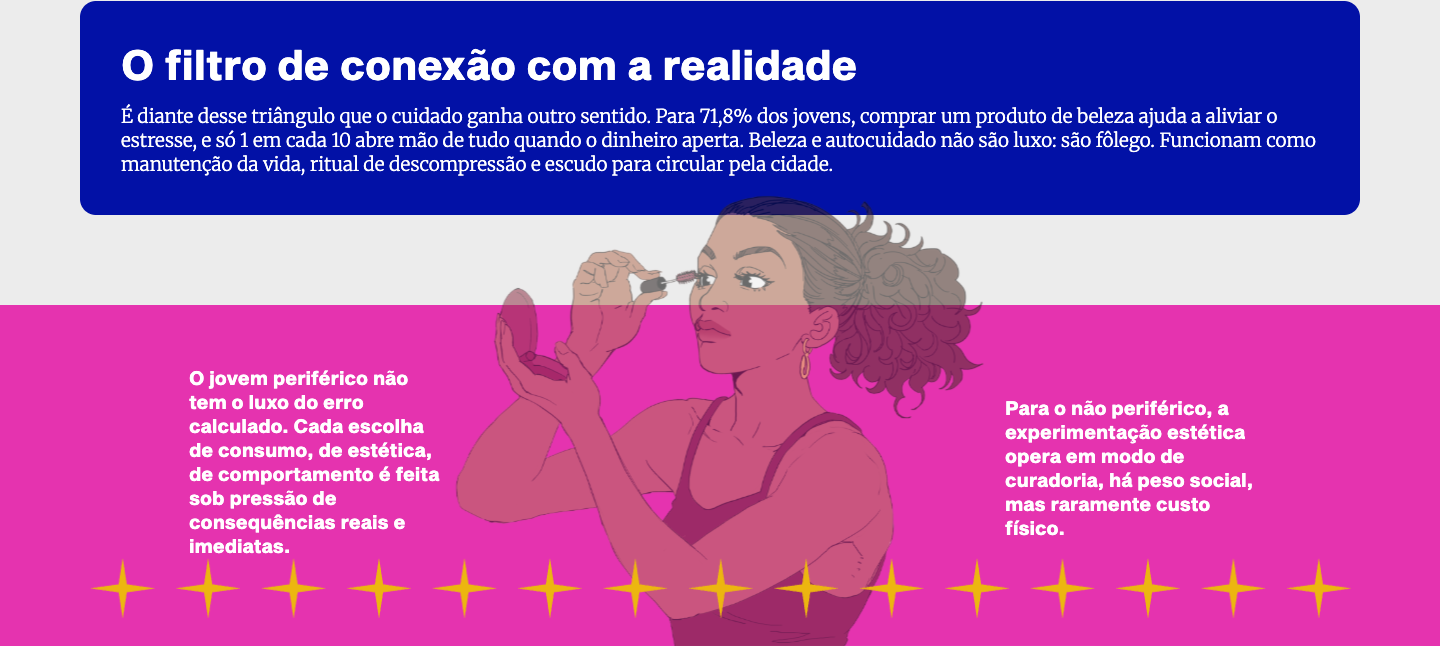 O filtro de conexão com a realidade
É diante desse triângulo que o cuidado ganha outro sentido. Para 71,8% dos jovens, comprar um produto de beleza ajuda a aliviar o
estresse, e só 1 em cada 10 abre mão de tudo quando o dinheiro aperta. Beleza e autocuidado não são luxo: são fôlego. Funcionam como
manutenção da vida, ritual de descompressão e escudo para circular pela cidade.
O jovem periférico não
tem o luxo do erro
calculado. Cada escolha
de consumo, de estética,
de comportamento é feita
sob pressão de
consequências reais e
imediatas.
Para o não periférico, a
experimentação estética
opera em modo de
curadoria, há peso social,
mas raramente custo
físico.